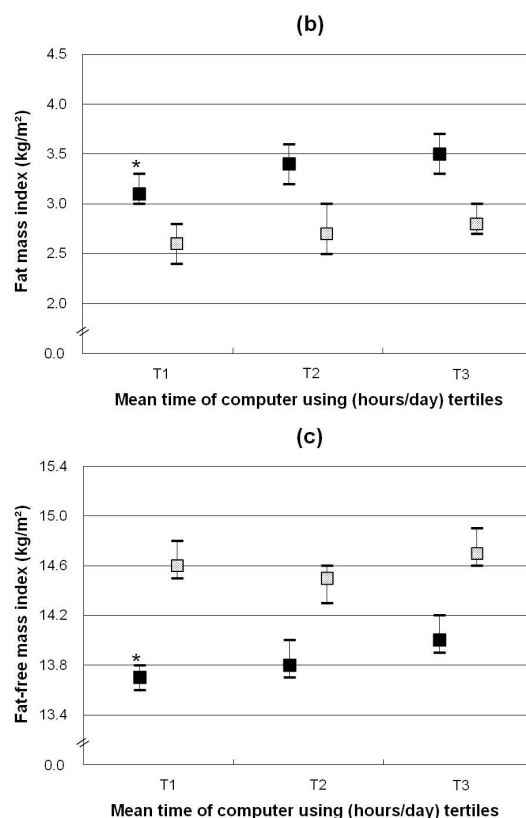 (b)
Fat mass index (kg/m²)
4.5
4.0
3.5
3.0
2.5
2.0
0.0
*
T1
T2
T3
Mean time of computer using (hours/day) tertiles
(c)
Fat-free mass index (kg/m²)
15.4
15.0
14.6
14.2
13.8
13.4
0.0
*
T1
T2
T3
Mean time of computer using (hours/day) tertiles